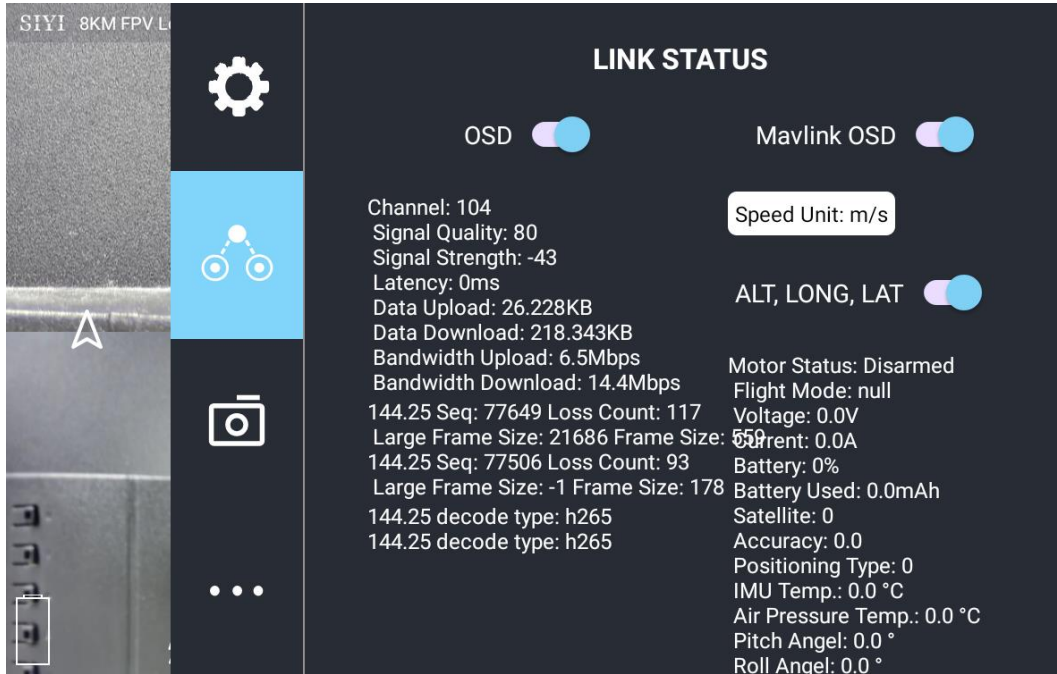 SIYI 8KM FPV L
LINK STATUS
OSD
Mavlink OSD
Channel: 104
Signal Quality: 80
Signal Strength: -43
Latency: 0ms
Data Upload: 26.228KB
Data Download: 218.343KB
Bandwidth Upload: 6.5Mbps
Bandwidth Download: 14.4Mbps
144.25 Seq: 77649 Loss Count: 117
Large Frame Size: 21686 Frame Size: 559
144.25 Seq: 77506 Loss Count: 93
Large Frame Size: -1 Frame Size: 178
144.25 decode type: h265
144.25 decode type: h265
Speed Unit: m/s
ALT, LONG, LAT
Motor Status: Disarmed
Flight Mode: null
Voltage: 0.0V
Current: 0.0A
Battery: 0%
Battery Used: 0.0mAh
Satellite: 0
Accuracy: 0.0
Positioning Type: 0
IMU Temp.: 0.0 °C
Air Pressure Temp.: 0.0 °C
Pitch Angel: 0.0 °
Roll Angel: 0.0 °